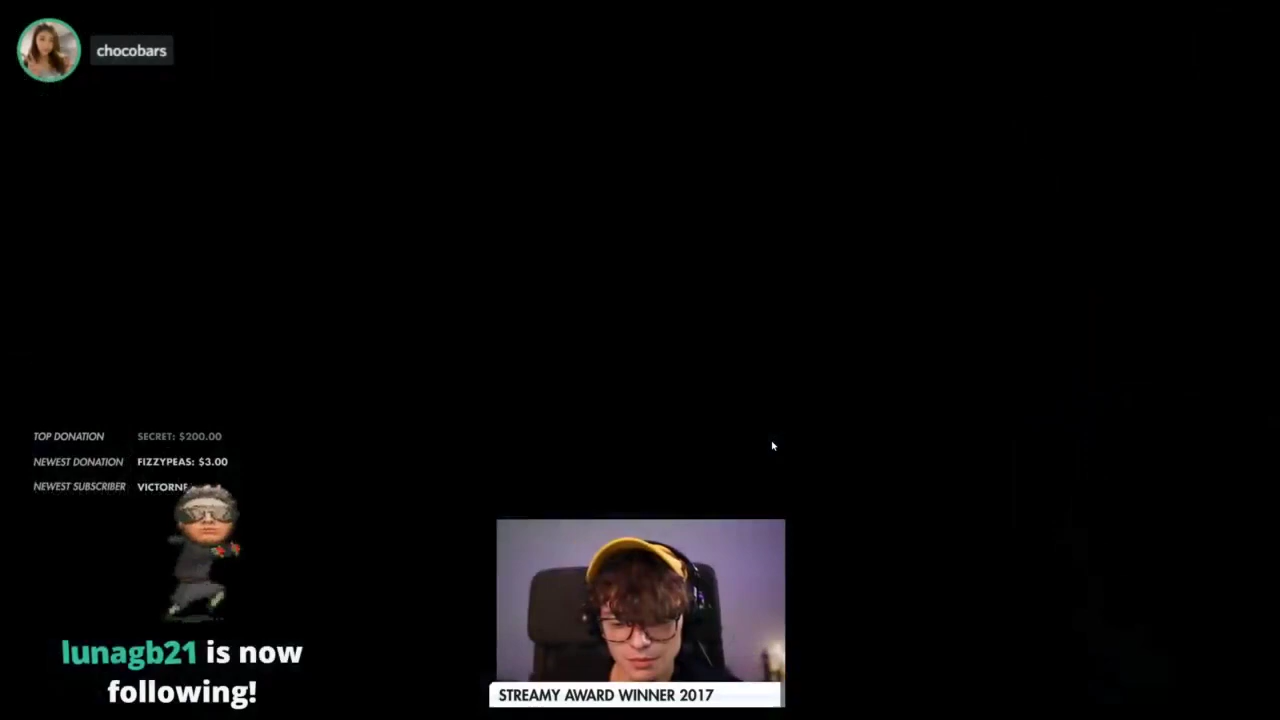 chocobars
TOP DONATION SECRET: $200.00
NEWEST DONATION FIZZYPEAS: $3.00
NEWEST SUBSCRIBER
lunagb21 is now
following!
STREAMY AWARD WINNER 2017